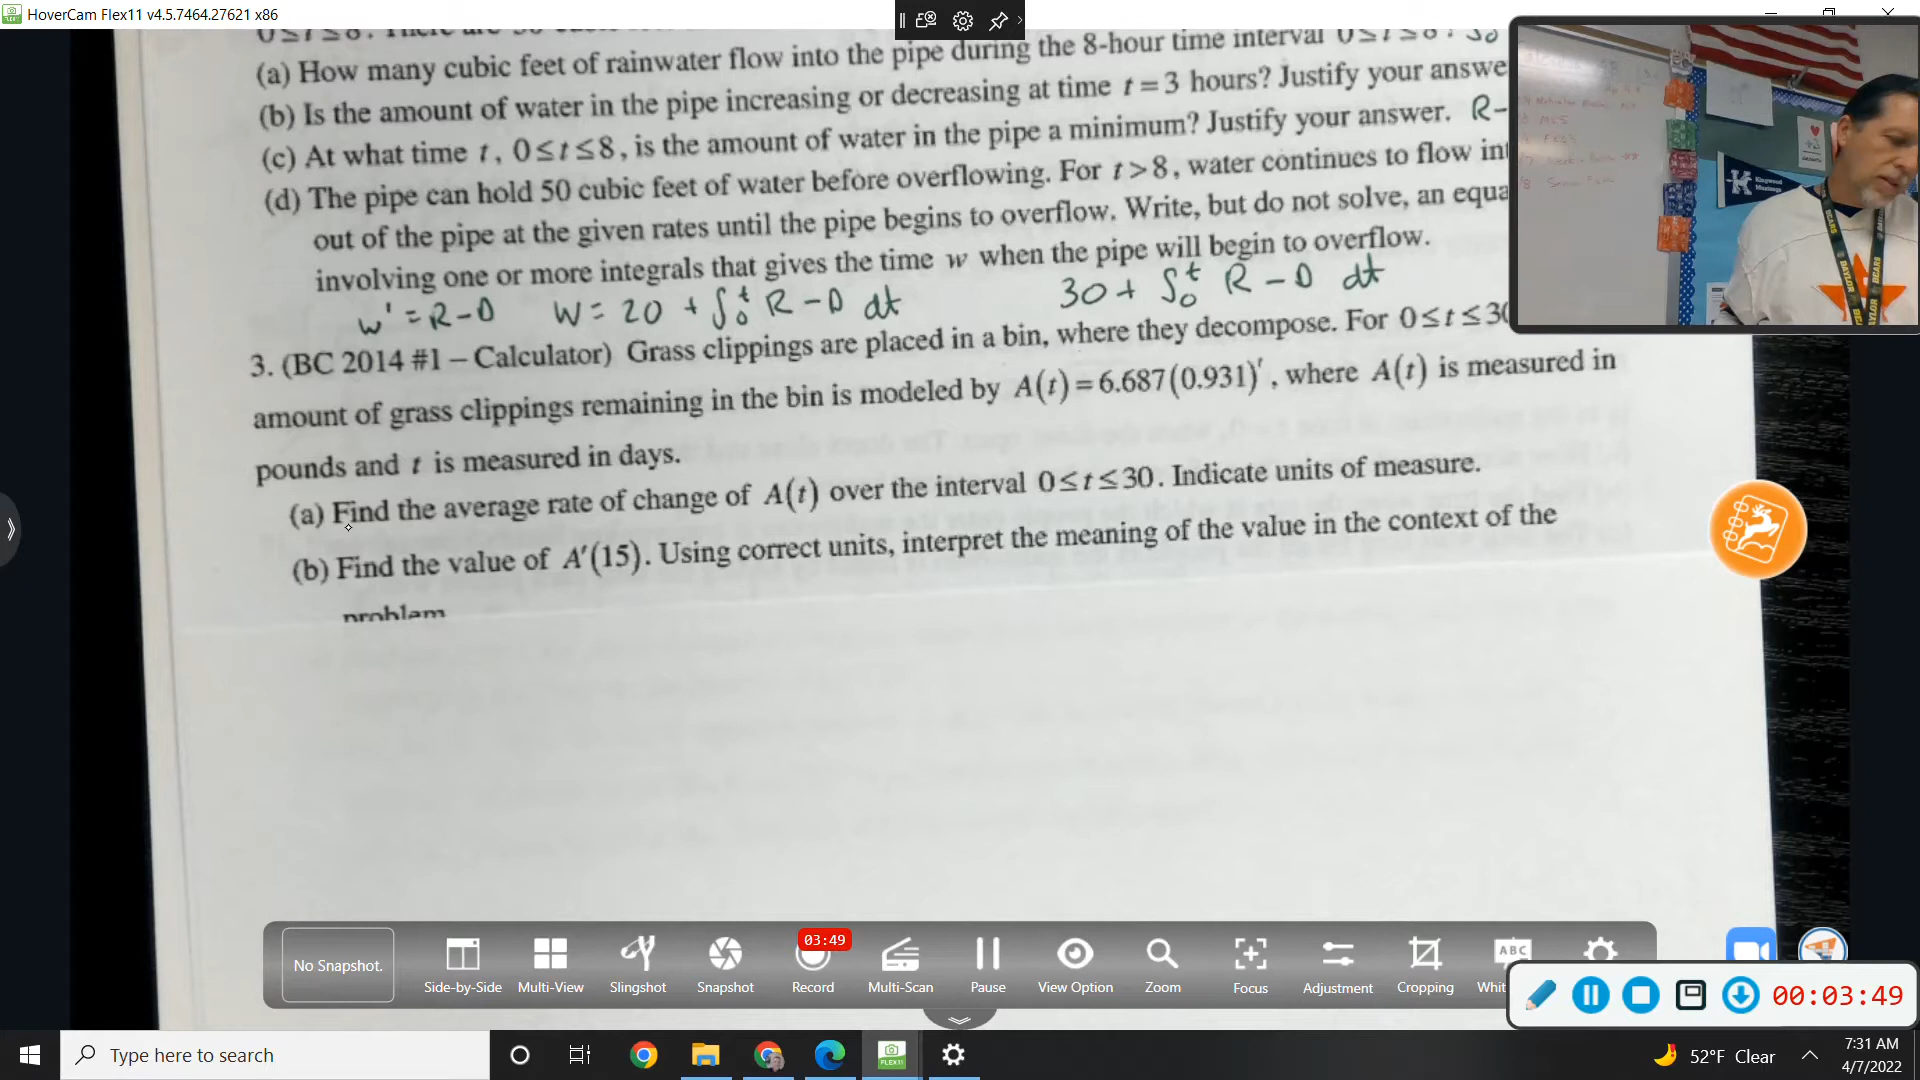 HoverCam Flex11 v4.5.7464.27621 x86
(a) How many cubic feet of rainwater flow into the pipe during the 8-hour time interval 0≤t≤8?
(b) Is the amount of water in the pipe increasing or decreasing at time t = 3 hours? Justify your
(c) At what time t, 0≤t≤8, is the amount of water in the pipe a minimum? Justify your answer. R-
(d) The pipe can hold 50 cubic feet of water before overflowing. For t>8, water continues to flow
out of the pipe at the given rates until the pipe begins to overflow. Write, but do not solve, an
involving one or more integrals that gives the time w when the pipe will begin to overflow.
w' = R-D W = 20 + ∫₀ᵗ R-D dt 30 + ∫₀ᵗ R-D dt
3. (BC 2014 #1 – Calculator) Grass clippings are placed in a bin, where they decompose. For 0≤t≤30
amount of grass clippings remaining in the bin is modeled by A(t) = 6.687(0.931)ᵗ, where A(t) is measured in
pounds and t is measured in days.
(a) Find the average rate of change of A(t) over the interval 0≤t≤30. Indicate units of measure.
(b) Find the value of A'(15). Using correct units, interpret the meaning of the value in the context of the
problem
Kingwood
BAYLOR BEARS
No Snapshot.
03:49
Side-by-Side Multi-View Slingshot Snapshot Record Multi-Scan Pause View Option Zoom Focus Adjustment Cropping
ABC
00:03:49
Type here to search
FLEX11
52°F Clear
7:31 AM
4/7/2022